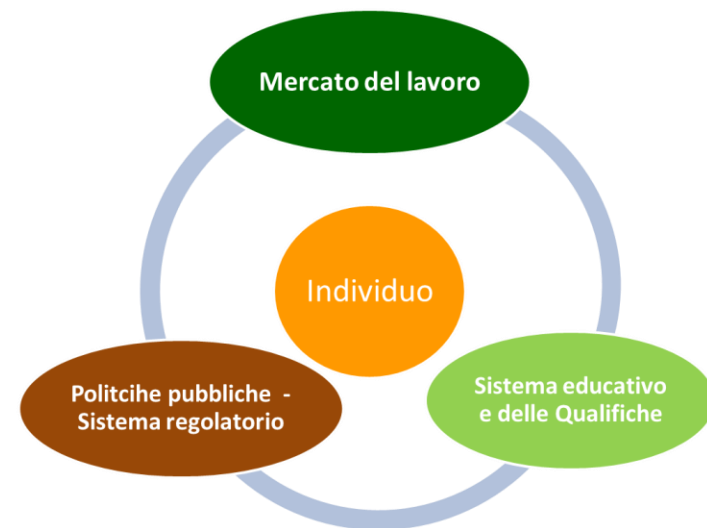 Mercato del lavoro
Individuo
Politcihe pubbliche -
Sistema regolatorio
Sistema educativo
e delle Qualifiche